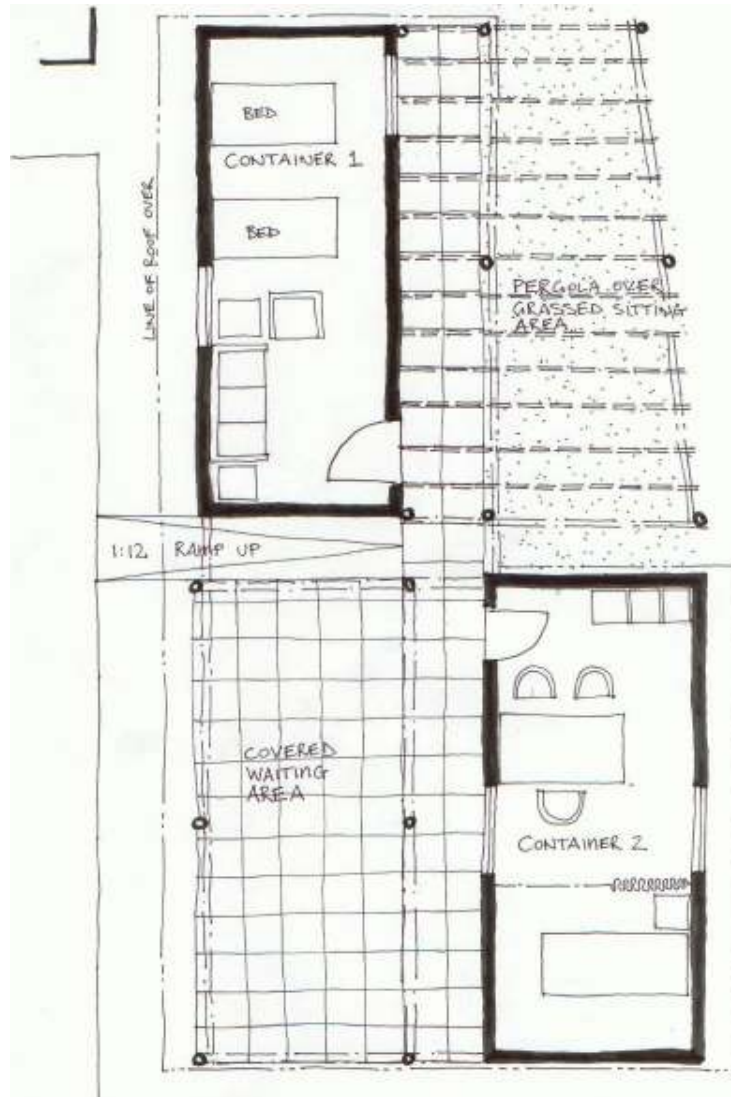 BED
CONTAINER 1
BED
LINE OF ROOF OVER
PERGOLA OVER
GRASSED SITTING
AREA
1:12 RAMP UP
COVERED
WAITING
AREA
CONTAINER 2